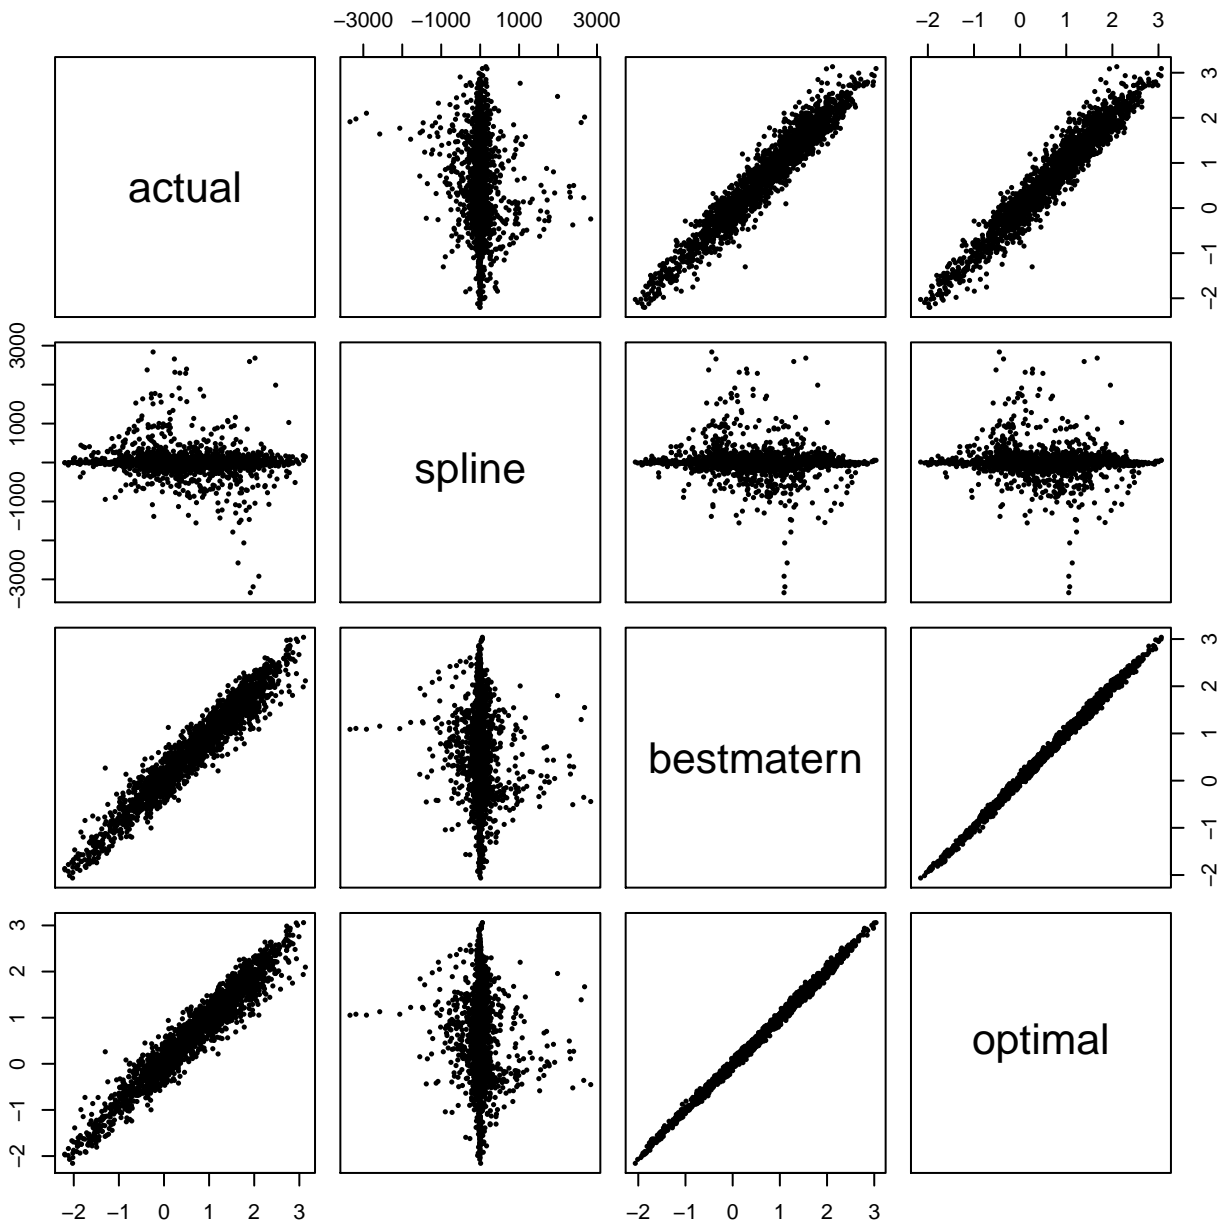 −3000 −1000 1000 3000 −2 −1 0 1 2 3
actual
−2 −1 0 1 2 3
−3000 −1000 1000 3000
spline
bestmatern
−2 −1 0 1 2 3
−2 −1 0 1 2 3
optimal
−2 −1 0 1 2 3 −2 −1 0 1 2 3